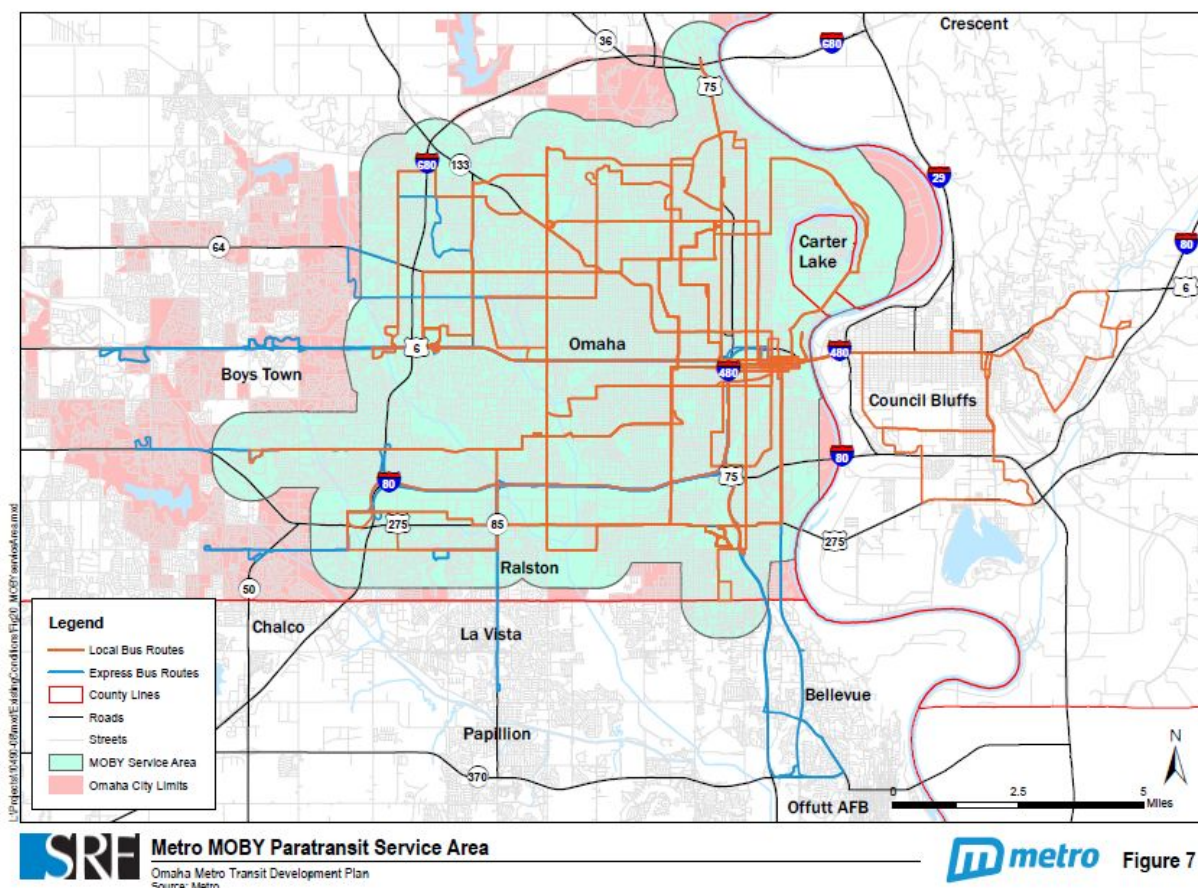 Crescent
36
680
75
680
133
29
64
Carter
Lake
80
6
Omaha
6
480
480
Boys Town
Council Bluffs
80
75
80
275
85
275
Ralston
50
Chalco
La Vista
Bellevue
Papillion
370
Offutt AFB
N
0 2.5 5
Miles
Legend
Local Bus Routes
Express Bus Routes
County Lines
Roads
Streets
MOBY Service Area
Omaha City Limits
SRF
Metro MOBY Paratransit Service Area
Omaha Metro Transit Development Plan
Source: Metro
metro
Figure 7